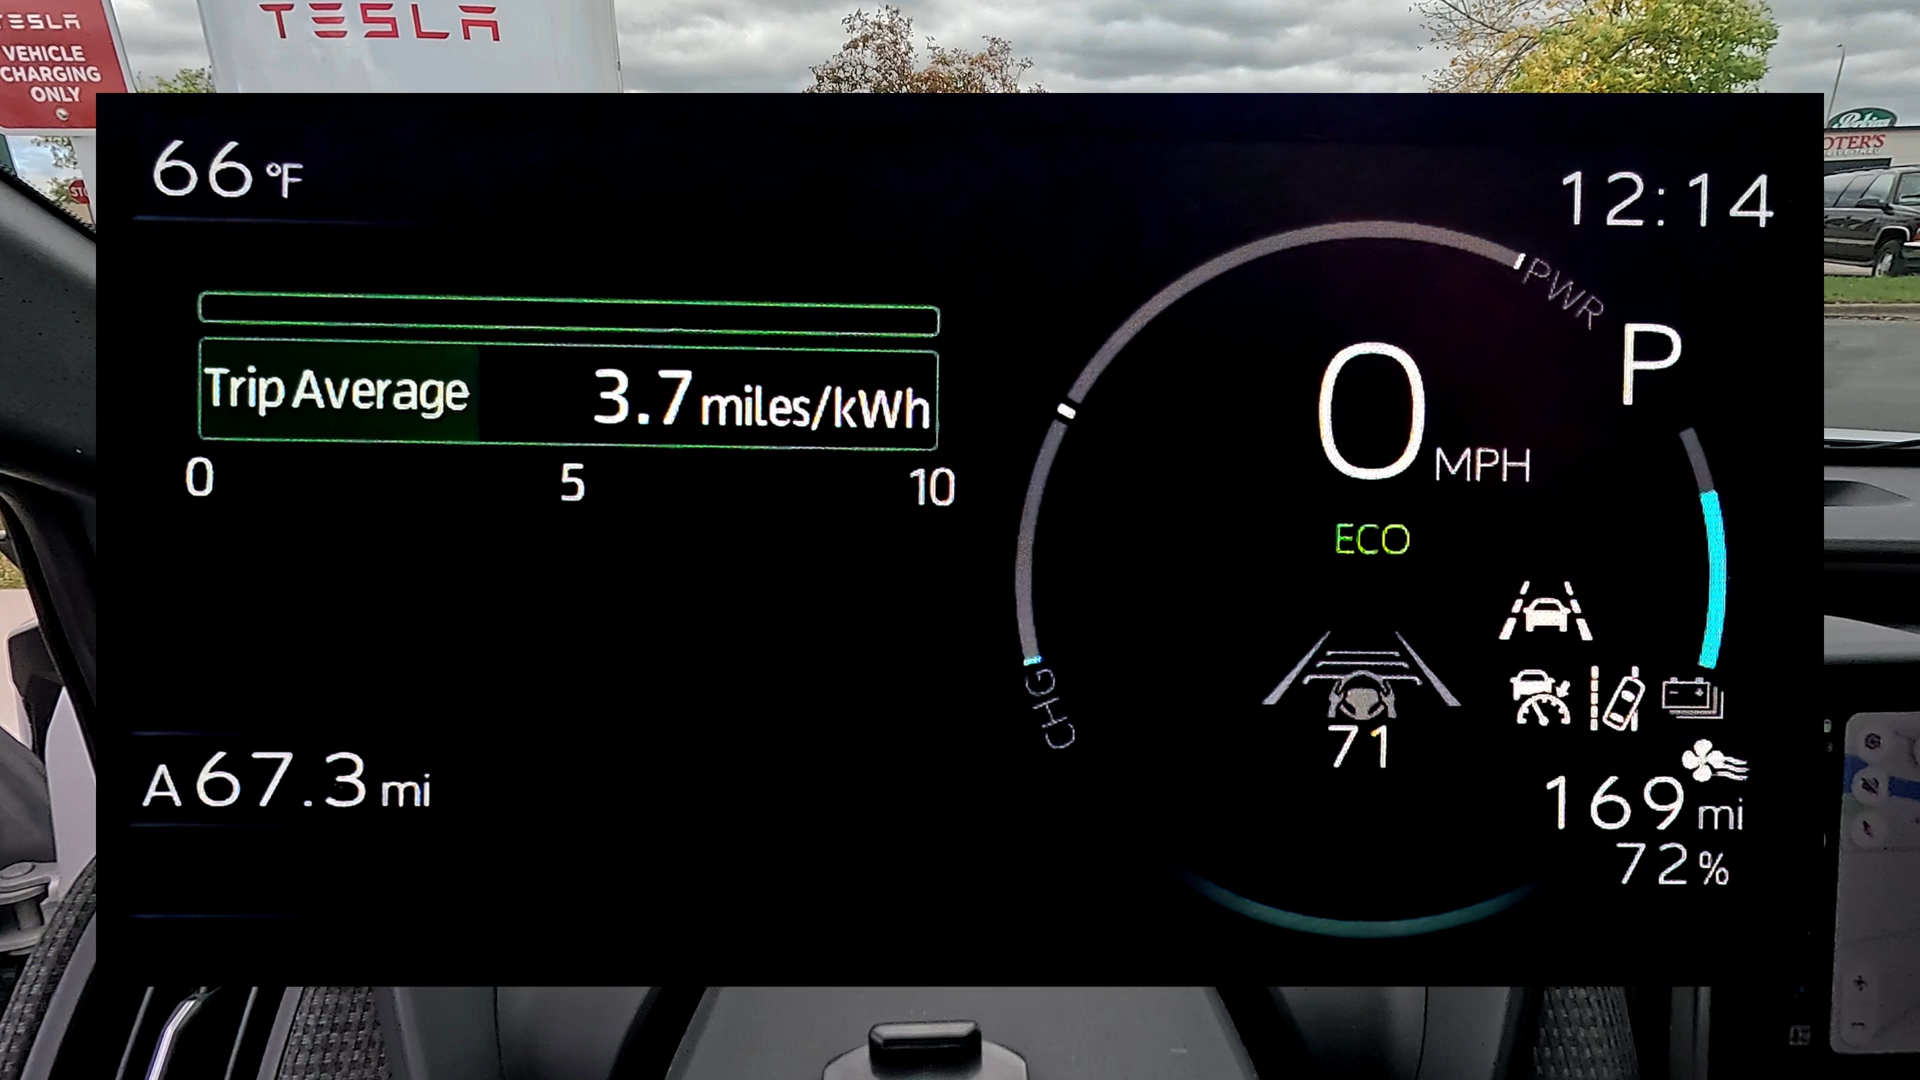 TESLA
VEHICLE
CHARGING
ONLY
TESLA
66 °F
12:14
Trip Average 3.7 miles/kWh
0 5 10
PWR
P
0 MPH
ECO
CHG
71
A 67.3 mi
169 mi
72%